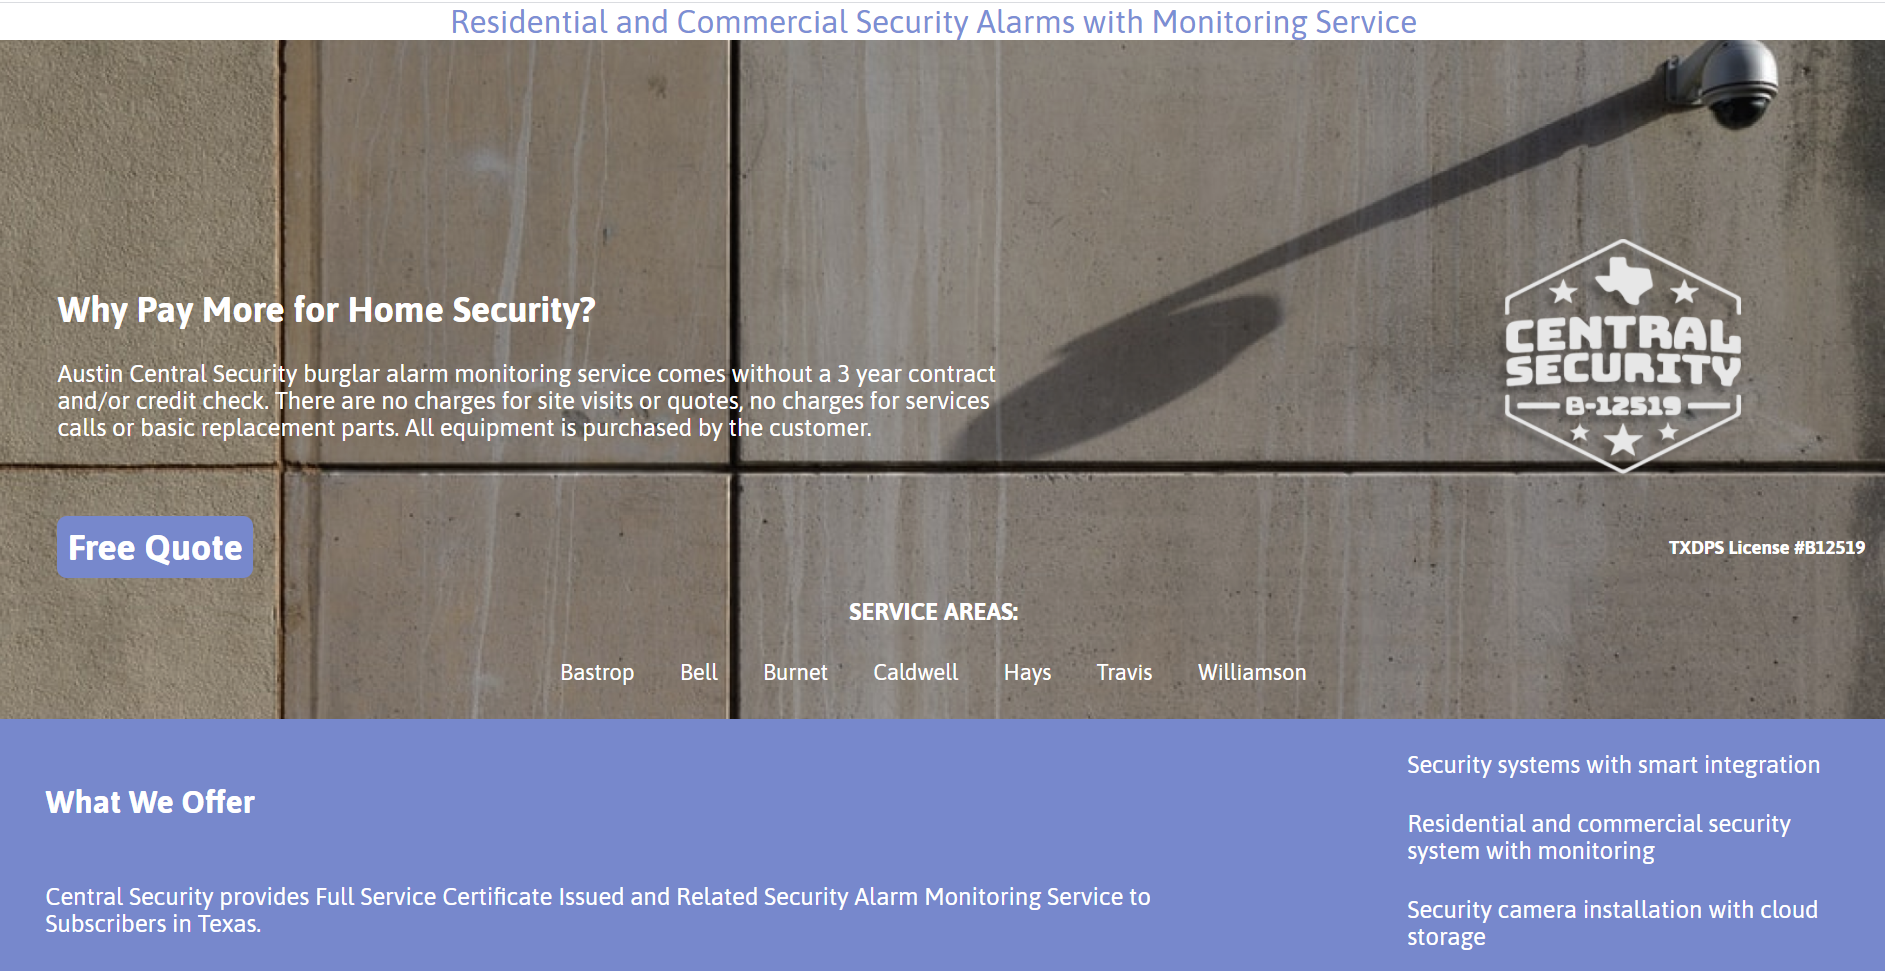 Residential and Commercial Security Alarms with Monitoring Service
Why Pay More for Home Security?
Austin Central Security burglar alarm monitoring service comes without a 3 year contract
and/or credit check. There are no charges for site visits or quotes, no charges for services
calls or basic replacement parts. All equipment is purchased by the customer.
CENTRAL
SECURITY
B-12519
Free Quote
TXDPS License #B12519
SERVICE AREAS:
Bastrop Bell Burnet Caldwell Hays Travis Williamson
What We Offer
Central Security provides Full Service Certificate Issued and Related Security Alarm Monitoring Service to
Subscribers in Texas.
Security systems with smart integration
Residential and commercial security
system with monitoring
Security camera installation with cloud
storage